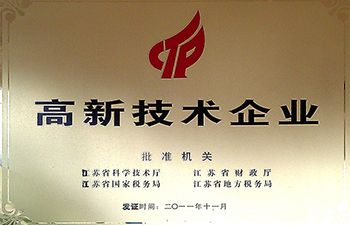 高新技术企业
批准机关
江苏省科学技术厅 江苏省财政厅
江苏省国家税务局 江苏省地方税务局
发证时间:二〇一一年十一月